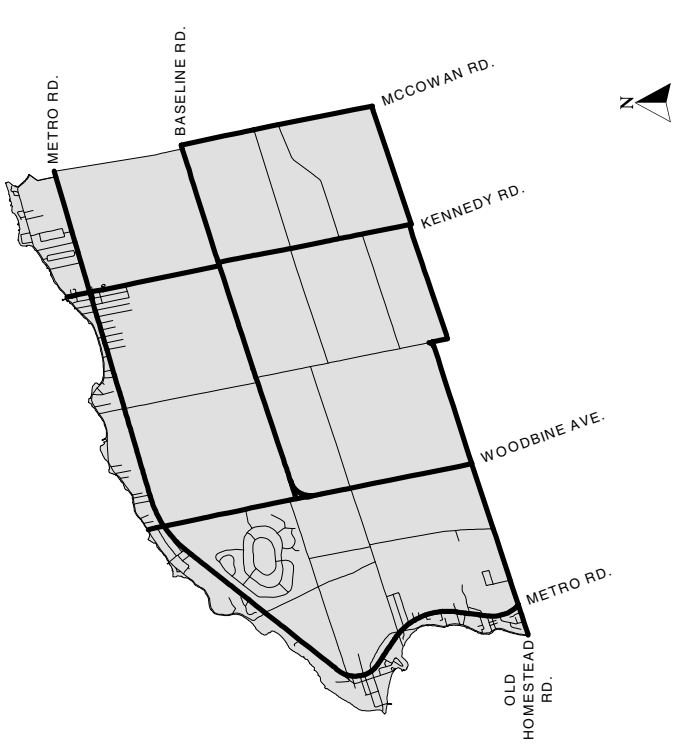 METRO RD.
BASELINE RD.
MCCOWAN RD.
N
KENNEDY RD.
WOODBINE AVE.
METRO RD.
OLD
HOMESTEAD
RD.